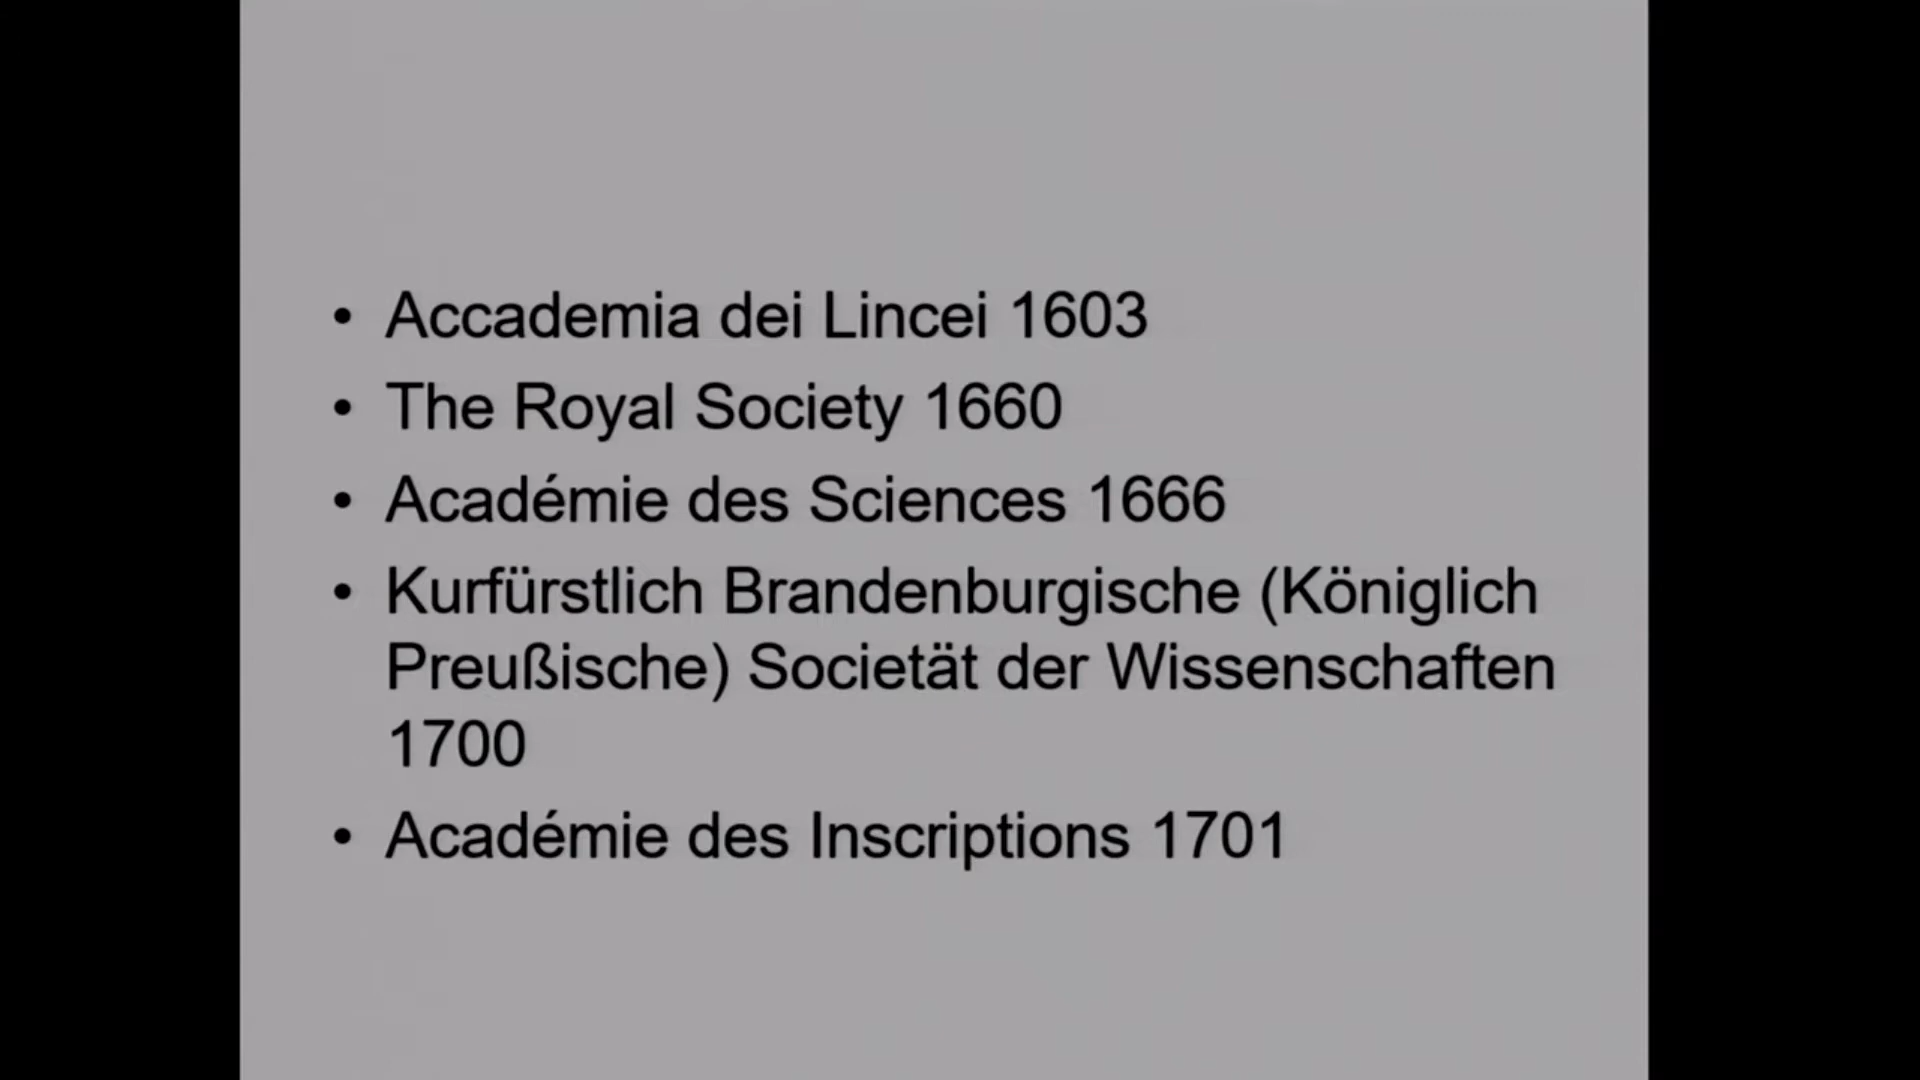 • Accademia dei Lincei 1603
• The Royal Society 1660
• Académie des Sciences 1666
• Kurfürstlich Brandenburgische (Königlich
Preußische) Societät der Wissenschaften
1700
• Académie des Inscriptions 1701